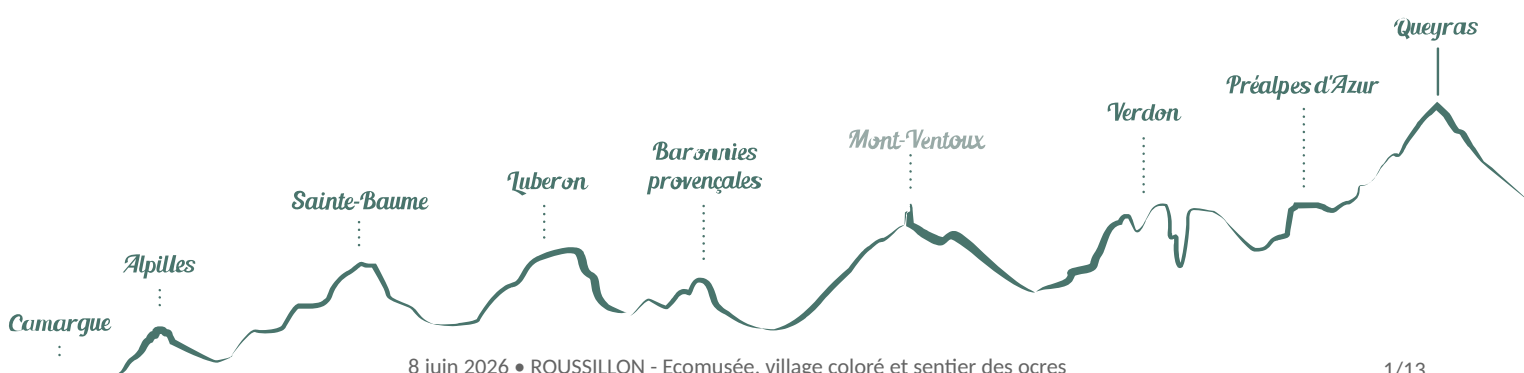 Queyras
Préalpes d'Azur
Verdon
Mont-Ventoux
Baronnies
provençales
Luberon
Sainte-Baume
Alpilles
Camargue
8 juin 2026 • ROUSSILLON - Ecomusée, village coloré et sentier des ocres
1/13